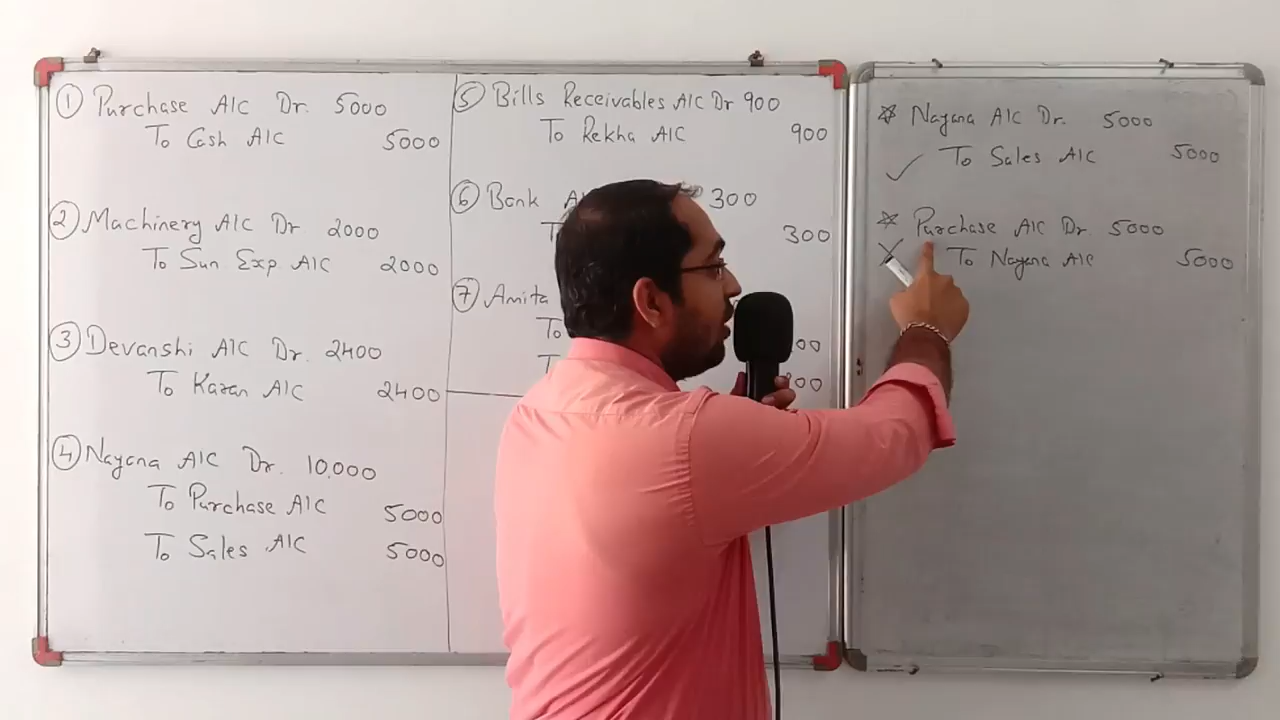 ① Purchase A/C Dr. 5000
To Cash A/C 5000
② Machinery A/C Dr 2000
To Sun Exp. A/C 2000
③ Devanshi A/C Dr. 2400
To Karan A/C 2400
④ Nayana A/C Dr. 10,000
To Purchase A/C 5000
To Sales A/C 5000
⑤ Bills Receivables A/C Dr 900
To Rekha A/C 900
⑥ Bank 300
300
⑦ Amita
To 00
00
☆ Nayana A/C Dr. 5000
✓ To Sales A/C 5000
☆ Purchase A/C Dr. 5000
To Nayana A/C 5000